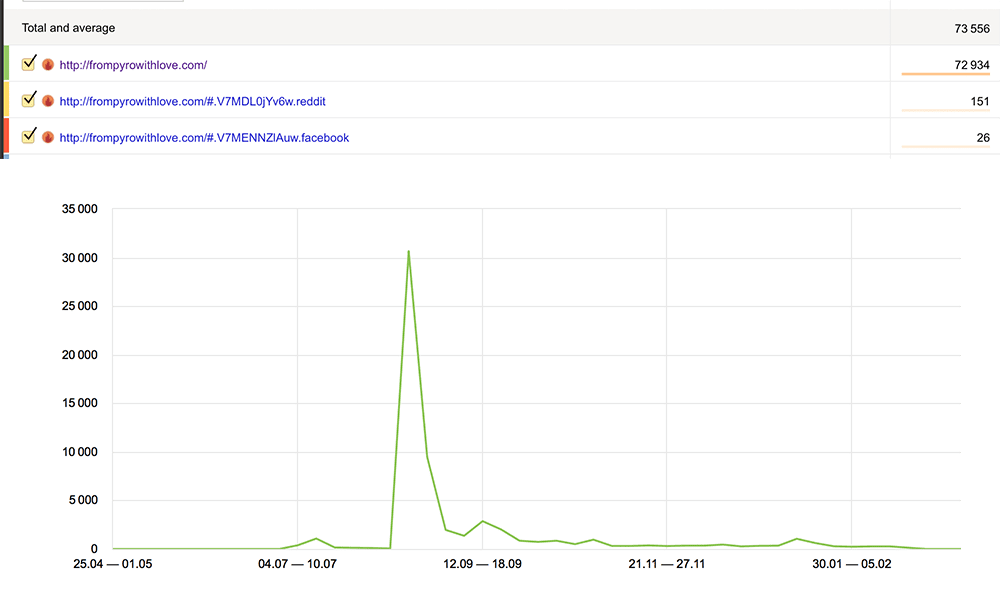 Total and average 73 556
http://frompyrowithlove.com/ 72 934
http://frompyrowithlove.com/#.V7MDL0jYv6w.reddit 151
http://frompyrowithlove.com/#.V7MENNZlAuw.facebook 26
35 000
30 000
25 000
20 000
15 000
10 000
5 000
0
25.04 — 01.05 04.07 — 10.07 12.09 — 18.09 21.11 — 27.11 30.01 — 05.02